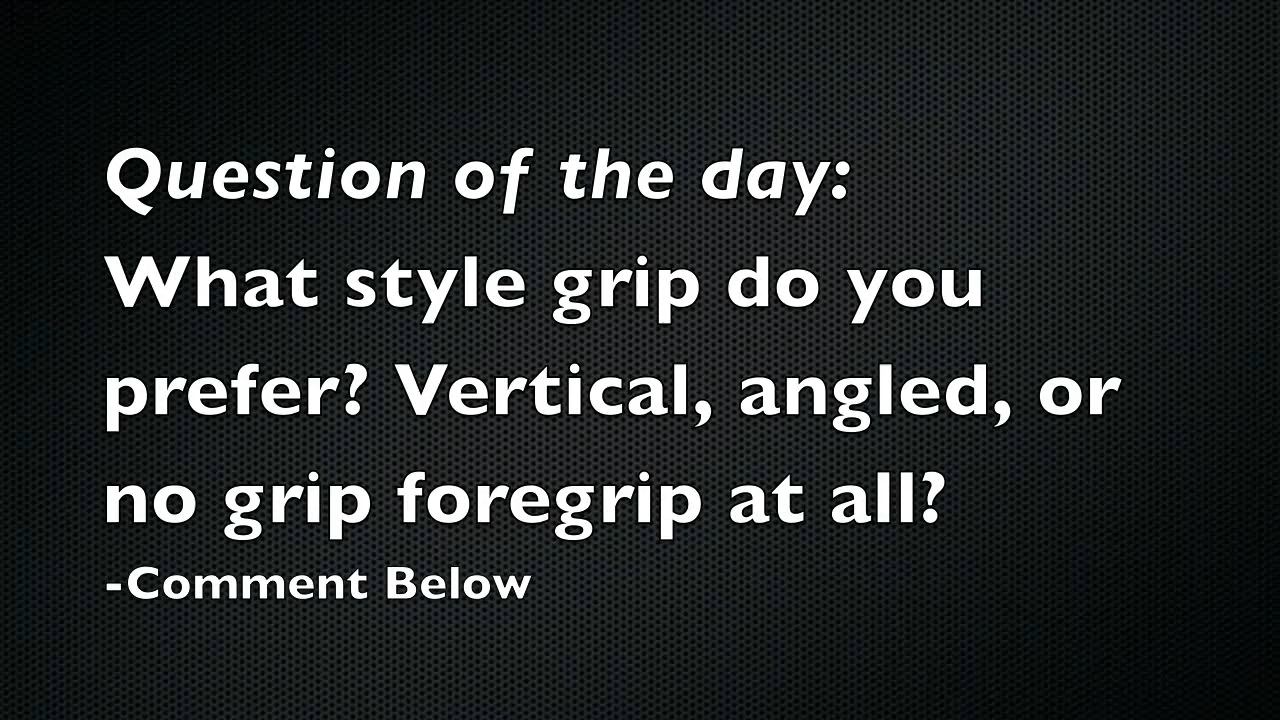 Question of the day:
What style grip do you
prefer? Vertical, angled, or
no grip foregrip at all?
-Comment Below